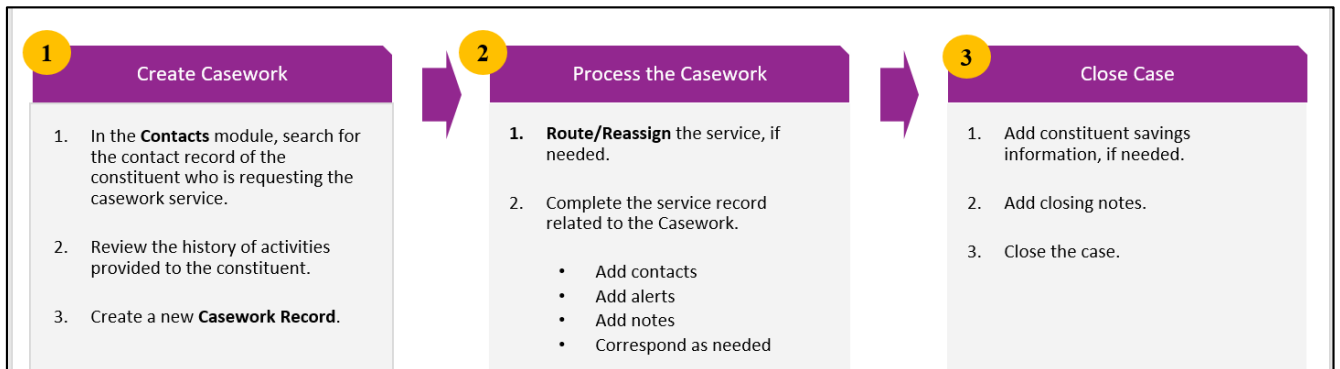 1
Create Casework
1. In the Contacts module, search for
the contact record of the
constituent who is requesting the
casework service.
2. Review the history of activities
provided to the constituent.
3. Create a new Casework Record.
2
Process the Casework
1. Route/Reassign the service, if
needed.
2. Complete the service record
related to the Casework.
• Add contacts
• Add alerts
• Add notes
• Correspond as needed
3
Close Case
1. Add constituent savings
information, if needed.
2. Add closing notes.
3. Close the case.